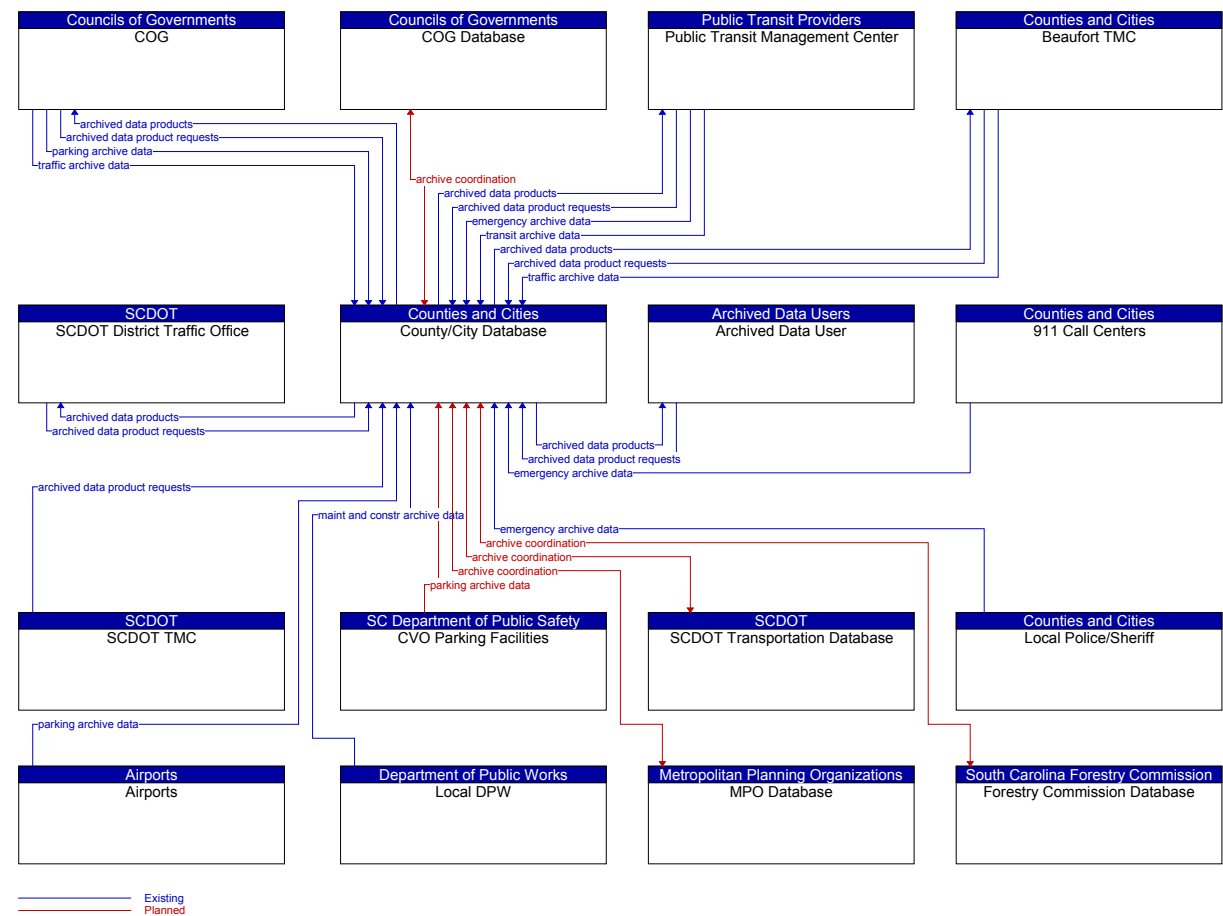 Councils of Governments
COG
Councils of Governments
COG Database
Public Transit Providers
Public Transit Management Center
Counties and Cities
Beaufort TMC
archived data products
archived data product requests
parking archive data
traffic archive data
archive coordination
archived data products
archived data product requests
emergency archive data
transit archive data
archived data products
archived data product requests
traffic archive data
SCDOT
SCDOT District Traffic Office
Counties and Cities
County/City Database
Archived Data Users
Archived Data User
Counties and Cities
911 Call Centers
archived data products
archived data product requests
archived data products
archived data product requests
emergency archive data
archived data product requests
maint and constr archive data
emergency archive data
archive coordination
archive coordination
archive coordination
parking archive data
SCDOT
SCDOT TMC
SC Department of Public Safety
CVO Parking Facilities
SCDOT
SCDOT Transportation Database
Counties and Cities
Local Police/Sheriff
parking archive data
Airports
Airports
Department of Public Works
Local DPW
Metropolitan Planning Organizations
MPO Database
South Carolina Forestry Commission
Forestry Commission Database
Existing
Planned